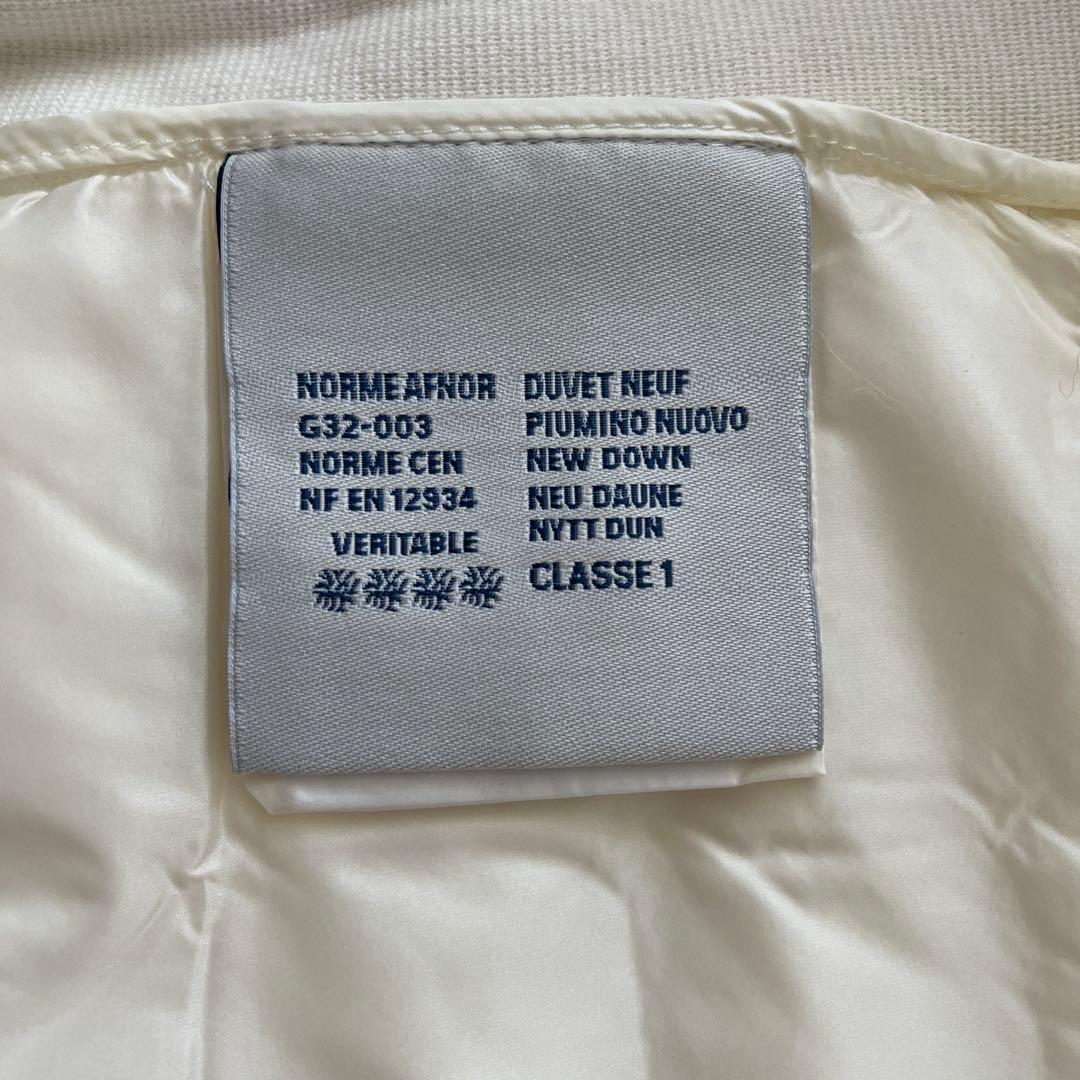 NORME AFNOR
G32-003
NORME CEN
NF EN 12934
VERITABLE
DUVET NEUF
PIUMINO NUOVO
NEW DOWN
NEU DAUNE
NYTT DUN
CLASSE 1